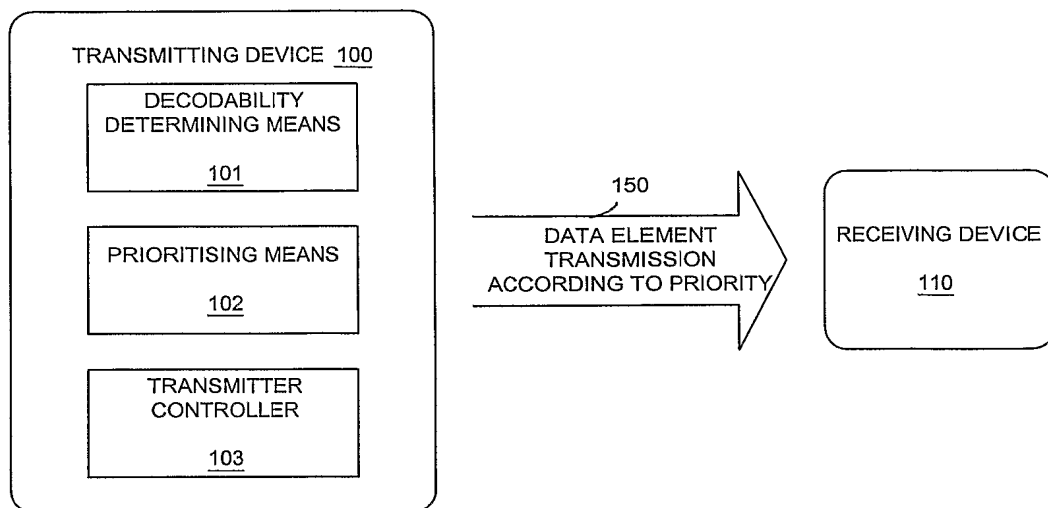 TRANSMITTING DEVICE 100
DECODABILITY
DETERMINING MEANS
101
PRIORITISING MEANS
102
TRANSMITTER
CONTROLLER
103
150
DATA ELEMENT
TRANSMISSION
ACCORDING TO PRIORITY
RECEIVING DEVICE
110